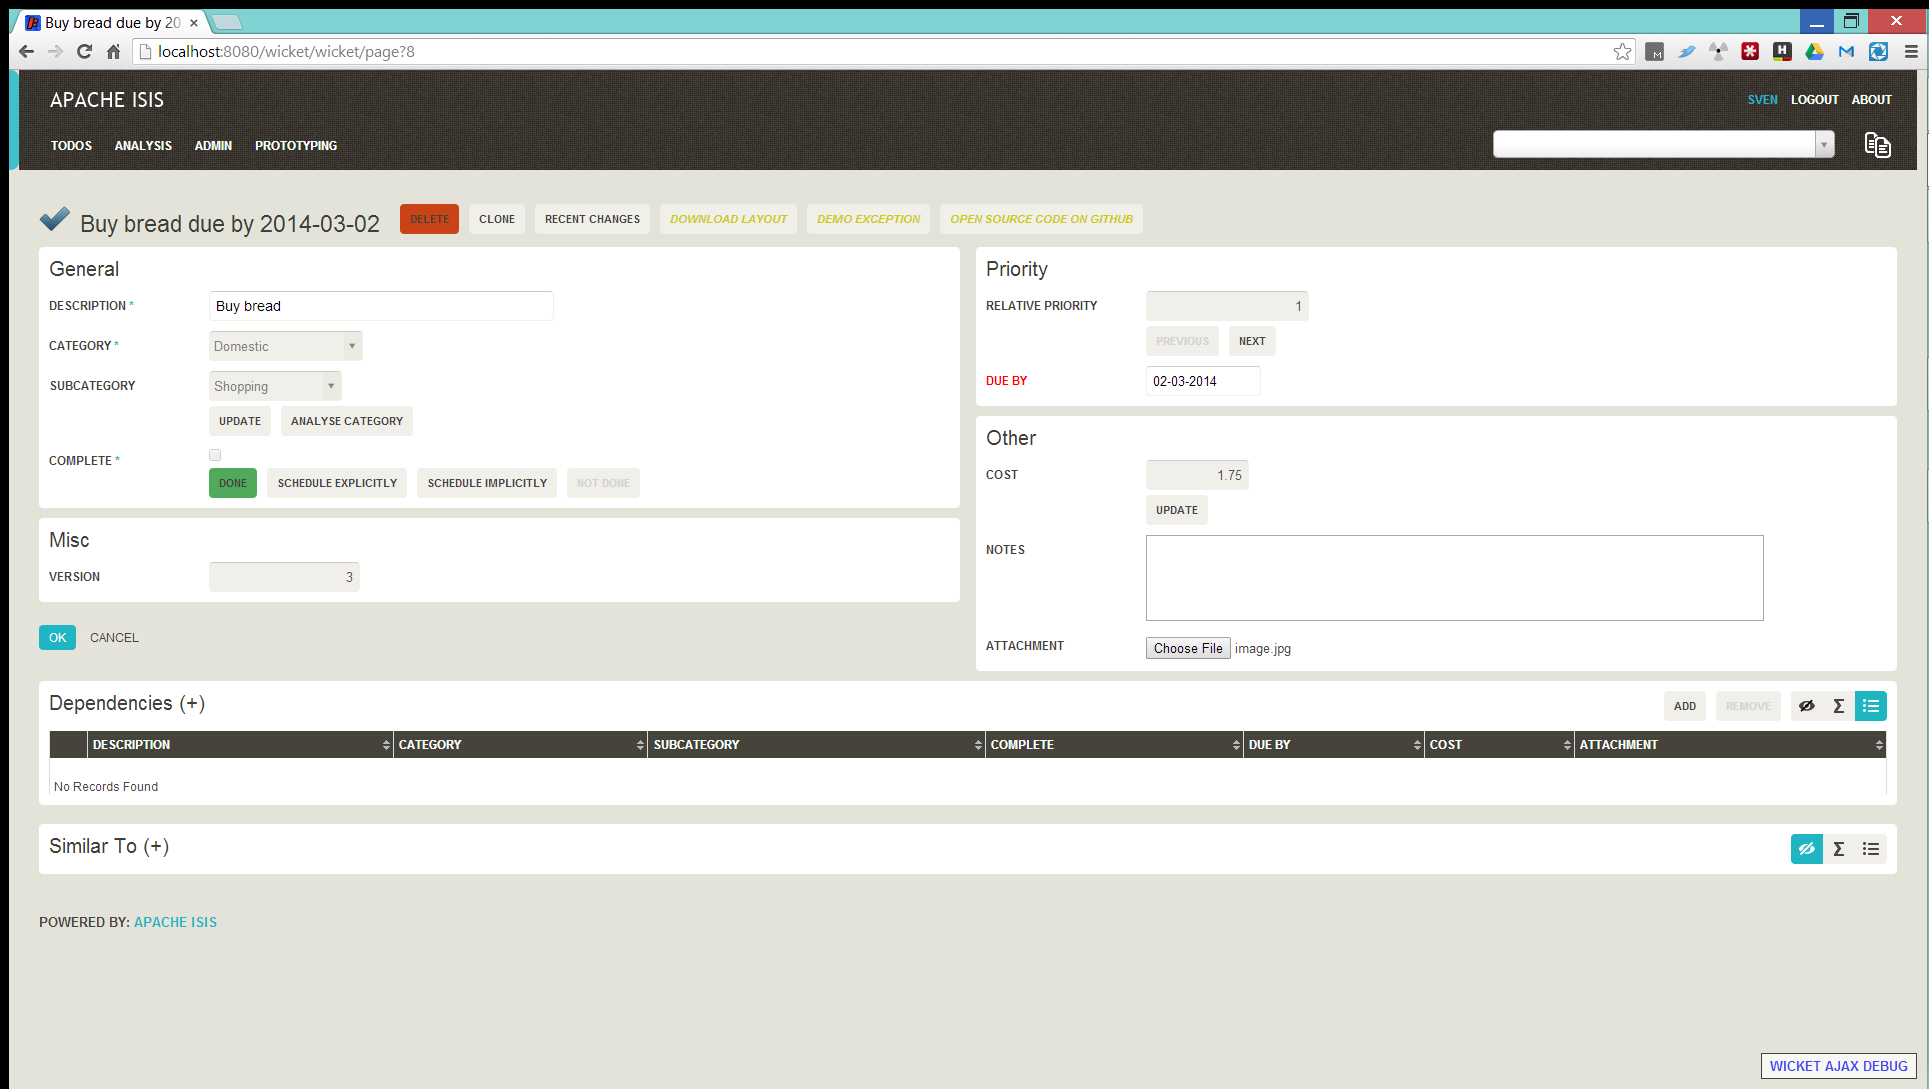 Buy bread due by 20
localhost:8080/wicket/wicket/page?8
APACHE ISIS
SVEN LOGOUT ABOUT
TODOS ANALYSIS ADMIN PROTOTYPING
Buy bread due by 2014-03-02
DELETE CLONE RECENT CHANGES DOWNLOAD LAYOUT DEMO EXCEPTION OPEN SOURCE CODE ON GITHUB
General
DESCRIPTION * Buy bread
CATEGORY * Domestic
SUBCATEGORY Shopping
UPDATE ANALYSE CATEGORY
COMPLETE *
DONE SCHEDULE EXPLICITLY SCHEDULE IMPLICITLY NOT DONE
Misc
VERSION 3
OK CANCEL
Priority
RELATIVE PRIORITY 1
PREVIOUS NEXT
DUE BY 02-03-2014
Other
COST 1.75
UPDATE
NOTES
ATTACHMENT Choose File image.jpg
Dependencies (+)
ADD REMOVE Σ
DESCRIPTION CATEGORY SUBCATEGORY COMPLETE DUE BY COST ATTACHMENT
No Records Found
Similar To (+)
Σ
POWERED BY: APACHE ISIS
WICKET AJAX DEBUG